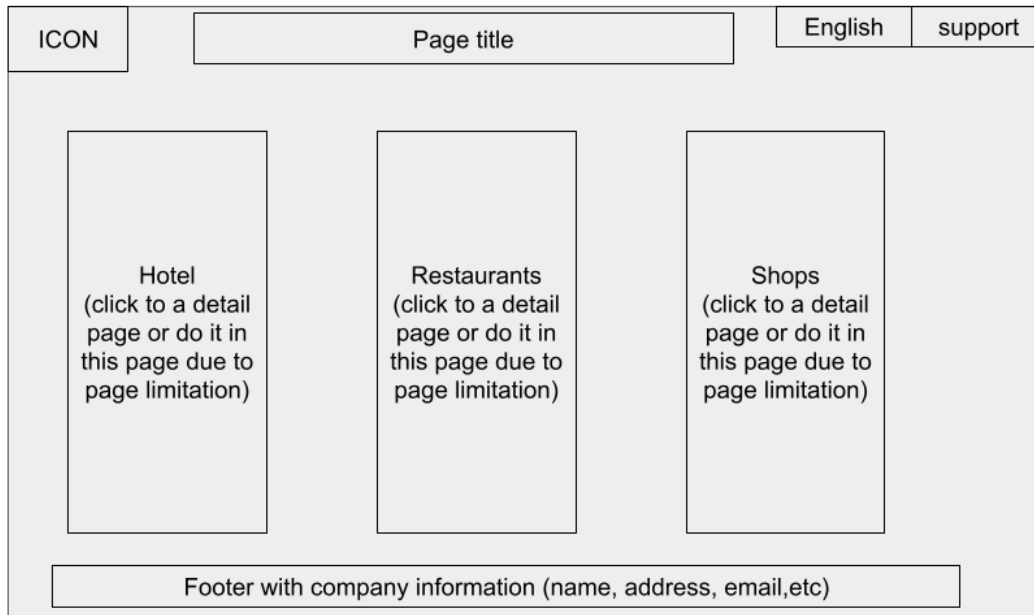 ICON
Page title
English
support
Hotel
(click to a detail
page or do it in
this page due to
page limitation)
Restaurants
(click to a detail
page or do it in
this page due to
page limitation)
Shops
(click to a detail
page or do it in
this page due to
page limitation)
Footer with company information (name, address, email,etc)